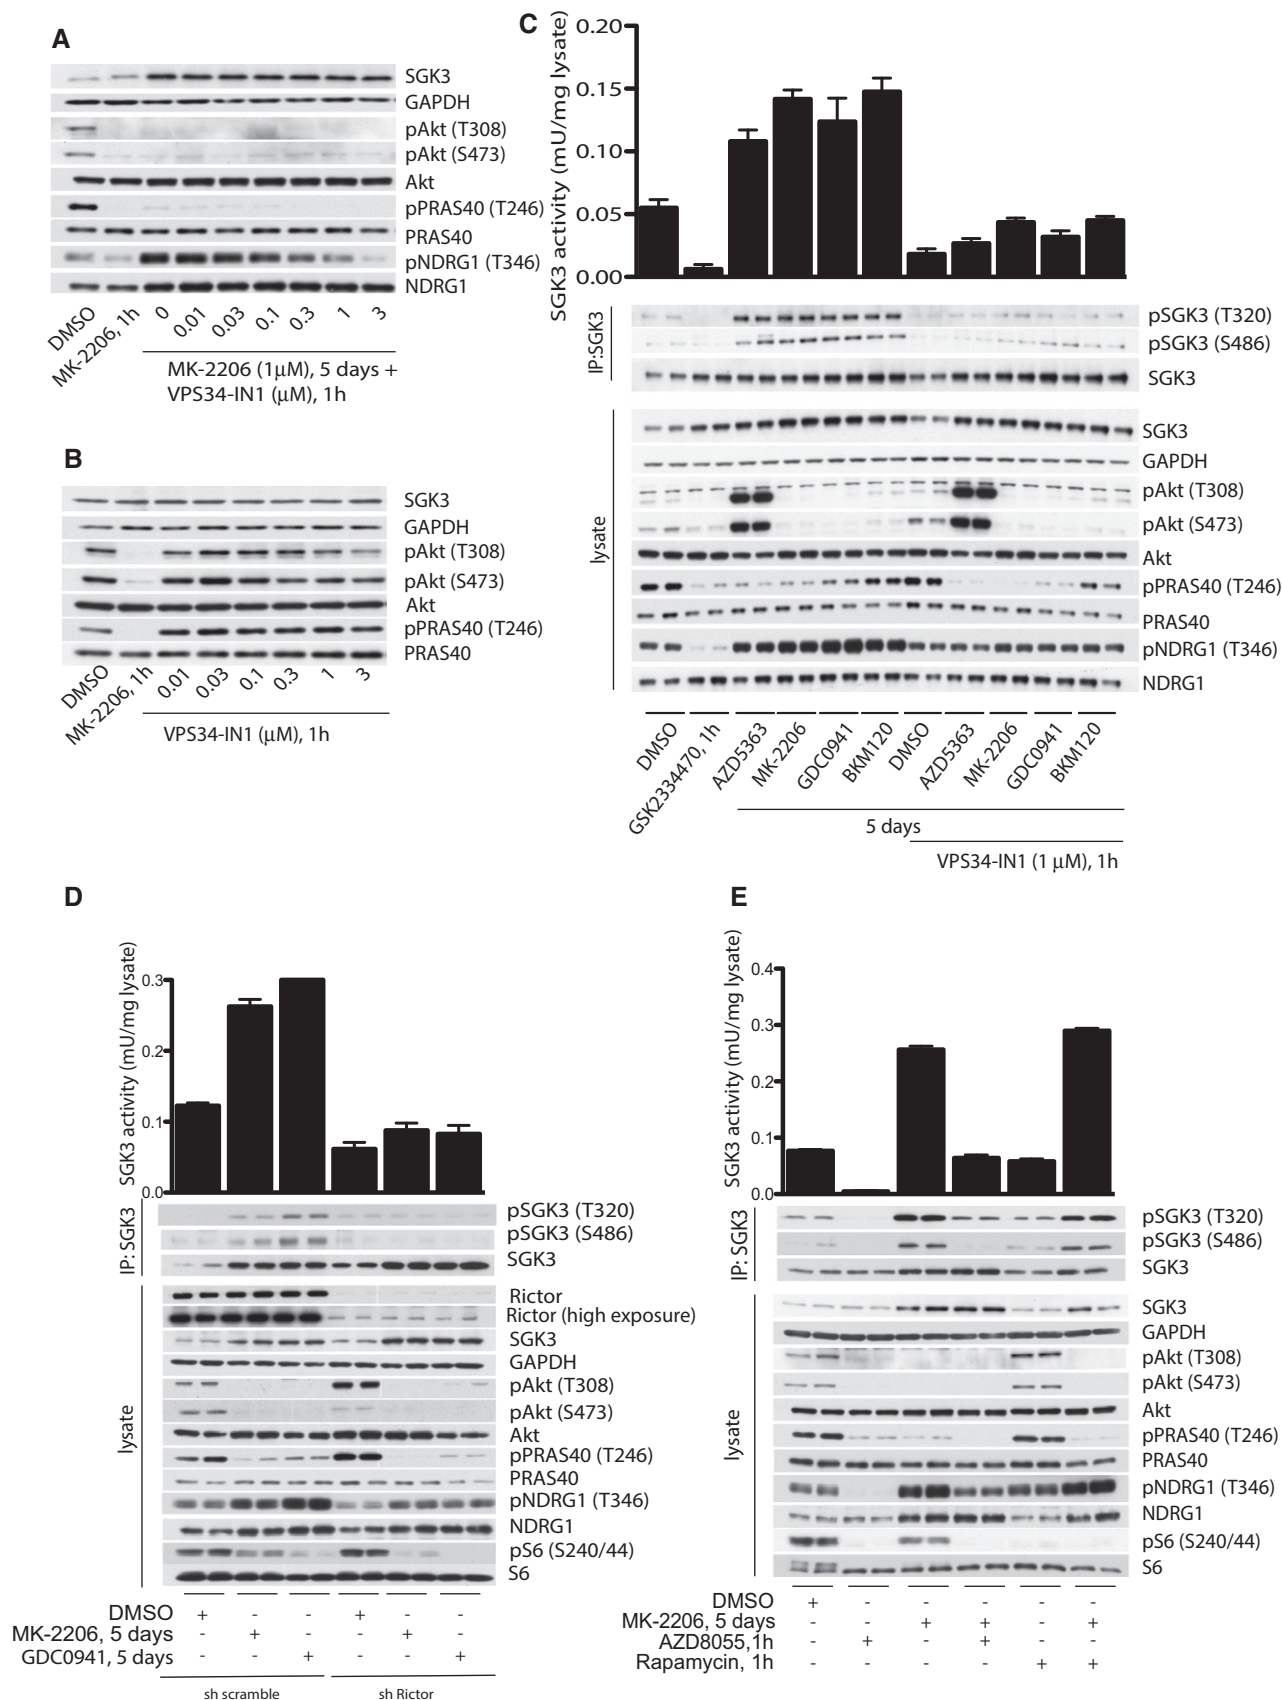 A
SGK3
GAPDH
pAkt (T308)
pAkt (S473)
Akt
pPRAS40 (T246)
PRAS40
pNDRG1 (T346)
NDRG1
DMSO
MK-2206, 1h
0
0.01
0.03
0.1
0.3
1
3
MK-2206 (1μM), 5 days +
VPS34-IN1 (μM), 1h
B
SGK3
GAPDH
pAkt (T308)
pAkt (S473)
Akt
pPRAS40 (T246)
PRAS40
DMSO
MK-2206, 1h
0.01
0.03
0.1
0.3
1
3
VPS34-IN1 (μM), 1h
C
SGK3 activity (mU/mg lysate)
0.20
0.15
0.10
0.05
0.00
IP:SGK3
pSGK3 (T320)
pSGK3 (S486)
SGK3
lysate
SGK3
GAPDH
pAkt (T308)
pAkt (S473)
Akt
pPRAS40 (T246)
PRAS40
pNDRG1 (T346)
NDRG1
DMSO
GSK2334470, 1h
AZD5363
MK-2206
GDC0941
BKM120
DMSO
AZD5363
MK-2206
GDC0941
BKM120
5 days
VPS34-IN1 (1 μM), 1h
D
SGK3 activity (mU/mg lysate)
0.3
0.2
0.1
0.0
IP: SGK3
pSGK3 (T320)
pSGK3 (S486)
SGK3
lysate
Rictor
Rictor (high exposure)
SGK3
GAPDH
pAkt (T308)
pAkt (S473)
Akt
pPRAS40 (T246)
PRAS40
pNDRG1 (T346)
NDRG1
pS6 (S240/44)
S6
DMSO + - - + - -
MK-2206, 5 days - + - - + -
GDC0941, 5 days - - + - - +
sh scramble sh Rictor
E
SGK3 activity (mU/mg lysate)
0.4
0.3
0.2
0.1
0.0
IP: SGK3
pSGK3 (T320)
pSGK3 (S486)
SGK3
lysate
SGK3
GAPDH
pAkt (T308)
pAkt (S473)
Akt
pPRAS40 (T246)
PRAS40
pNDRG1 (T346)
NDRG1
pS6 (S240/44)
S6
DMSO + - - - - -
MK-2206, 5 days - - + + - +
AZD8055,1h - + - + - -
Rapamycin, 1h - - - - + +